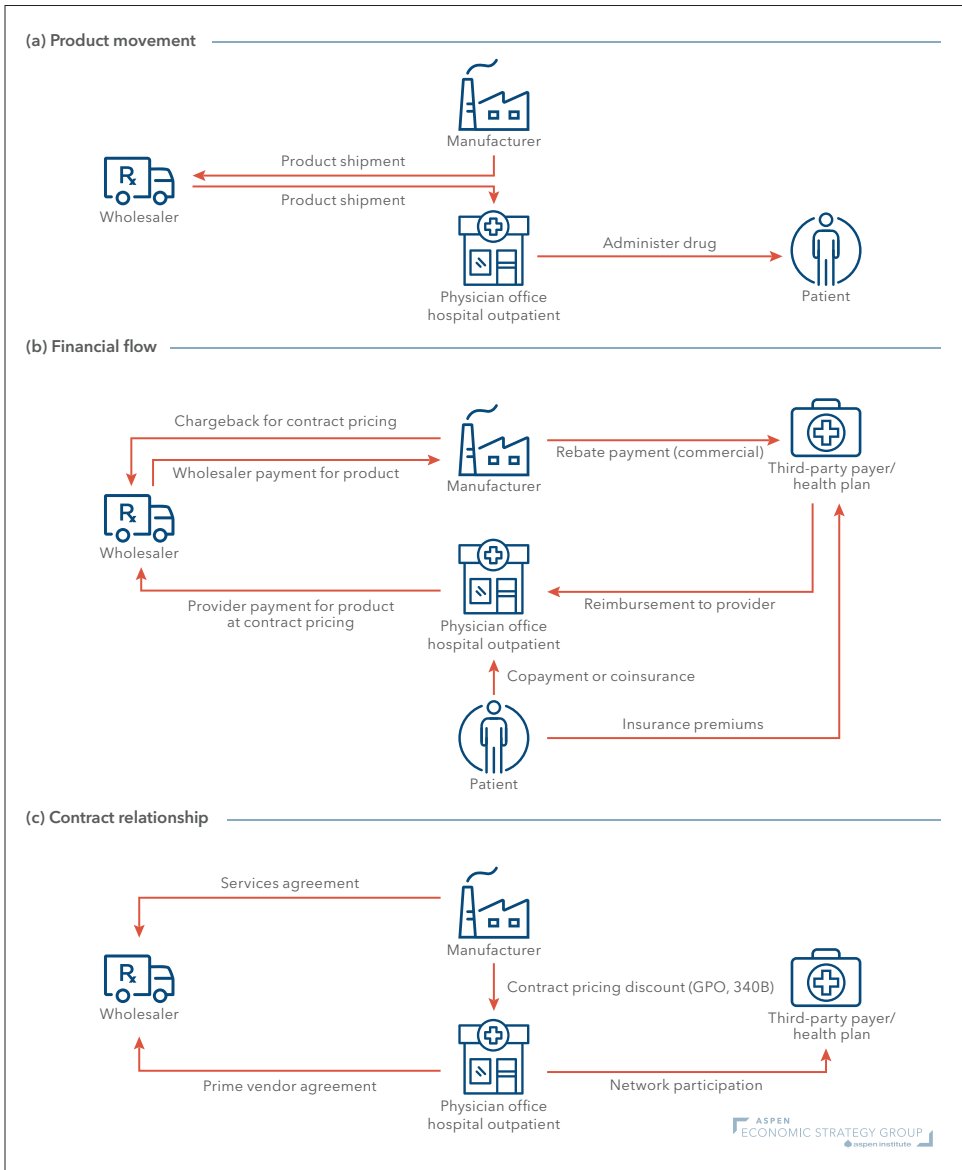 (a) Product movement
Manufacturer
Product shipment
Rx
Wholesaler
Product shipment
Administer drug
Physician office
hospital outpatient
Patient
(b) Financial flow
Chargeback for contract pricing
Wholesaler payment for product
Manufacturer
Rebate payment (commercial)
Third-party payer/
health plan
Rx
Wholesaler
Provider payment for product
at contract pricing
Physician office
hospital outpatient
Reimbursement to provider
Copayment or coinsurance
Insurance premiums
Patient
(c) Contract relationship
Services agreement
Manufacturer
Rx
Wholesaler
Contract pricing discount (GPO, 340B)
Third-party payer/
health plan
Prime vendor agreement
Physician office
hospital outpatient
Network participation
ASPEN
ECONOMIC STRATEGY GROUP
aspen institute